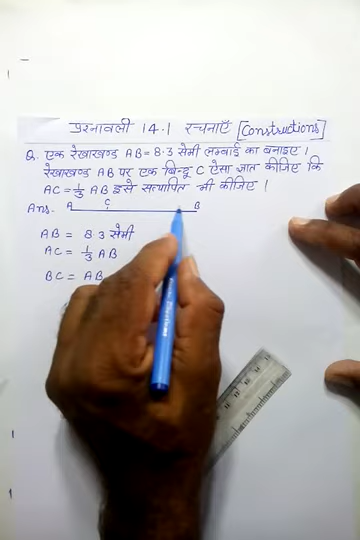 प्रश्नावली 14.1 रचनाएँ [Constructions]
Q. एक रेखाखण्ड AB = 8.3 सेमी लम्बाई का बनाइए।
रेखाखण्ड AB पर एक बिन्दू C ऐसा ज्ञात कीजिए कि
AC = 1/3 AB इसे सत्यापित भी कीजिए।
Ans. A C B
AB = 8.3 सेमी
AC = 1/3 AB
BC = AB